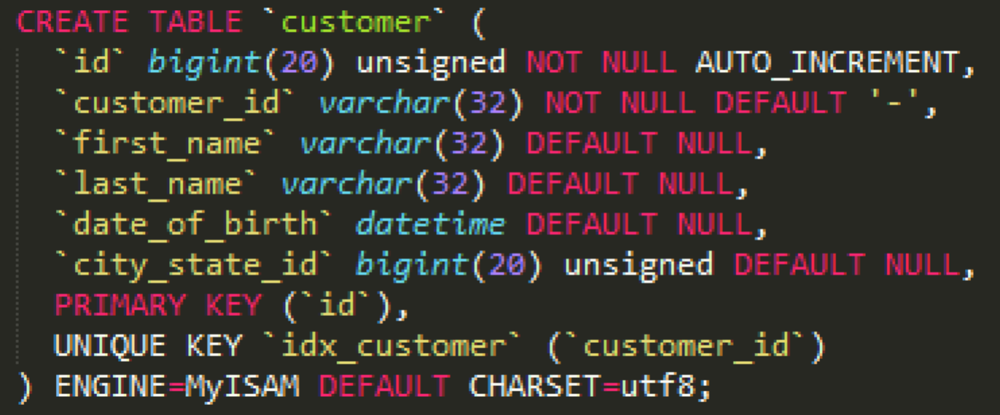 CREATE TABLE `customer` (
  `id` bigint(20) unsigned NOT NULL AUTO_INCREMENT,
  `customer_id` varchar(32) NOT NULL DEFAULT '-',
  `first_name` varchar(32) DEFAULT NULL,
  `last_name` varchar(32) DEFAULT NULL,
  `date_of_birth` datetime DEFAULT NULL,
  `city_state_id` bigint(20) unsigned DEFAULT NULL,
  PRIMARY KEY (`id`),
  UNIQUE KEY `idx_customer` (`customer_id`)
) ENGINE=MyISAM DEFAULT CHARSET=utf8;